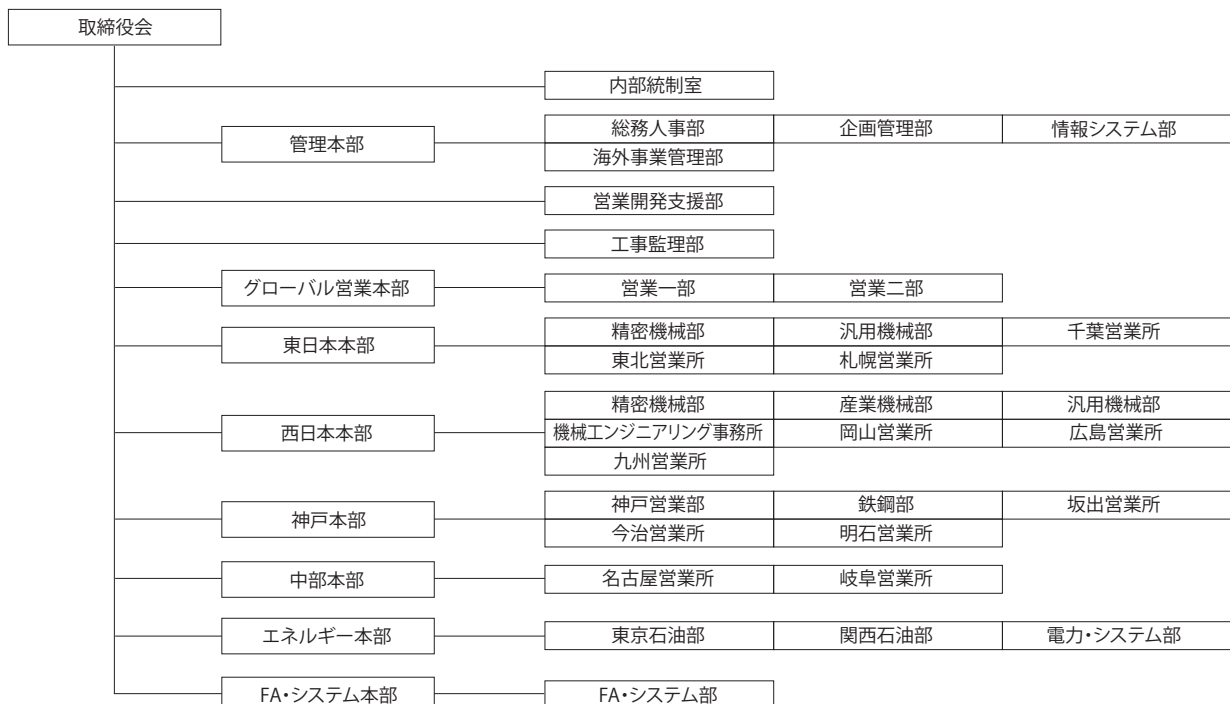 取締役会
内部統制室
管理本部
総務人事部 企画管理部 情報システム部
海外事業管理部
営業開発支援部
工事監理部
グローバル営業本部 営業一部 営業二部
東日本本部
精密機械部 汎用機械部 千葉営業所
東北営業所 札幌営業所
西日本本部
精密機械部 産業機械部 汎用機械部
機械エンジニアリング事務所 岡山営業所 広島営業所
九州営業所
神戸本部
神戸営業部 鉄鋼部 坂出営業所
今治営業所 明石営業所
中部本部 名古屋営業所 岐阜営業所
エネルギー本部 東京石油部 関西石油部 電力・システム部
FA・システム本部 FA・システム部